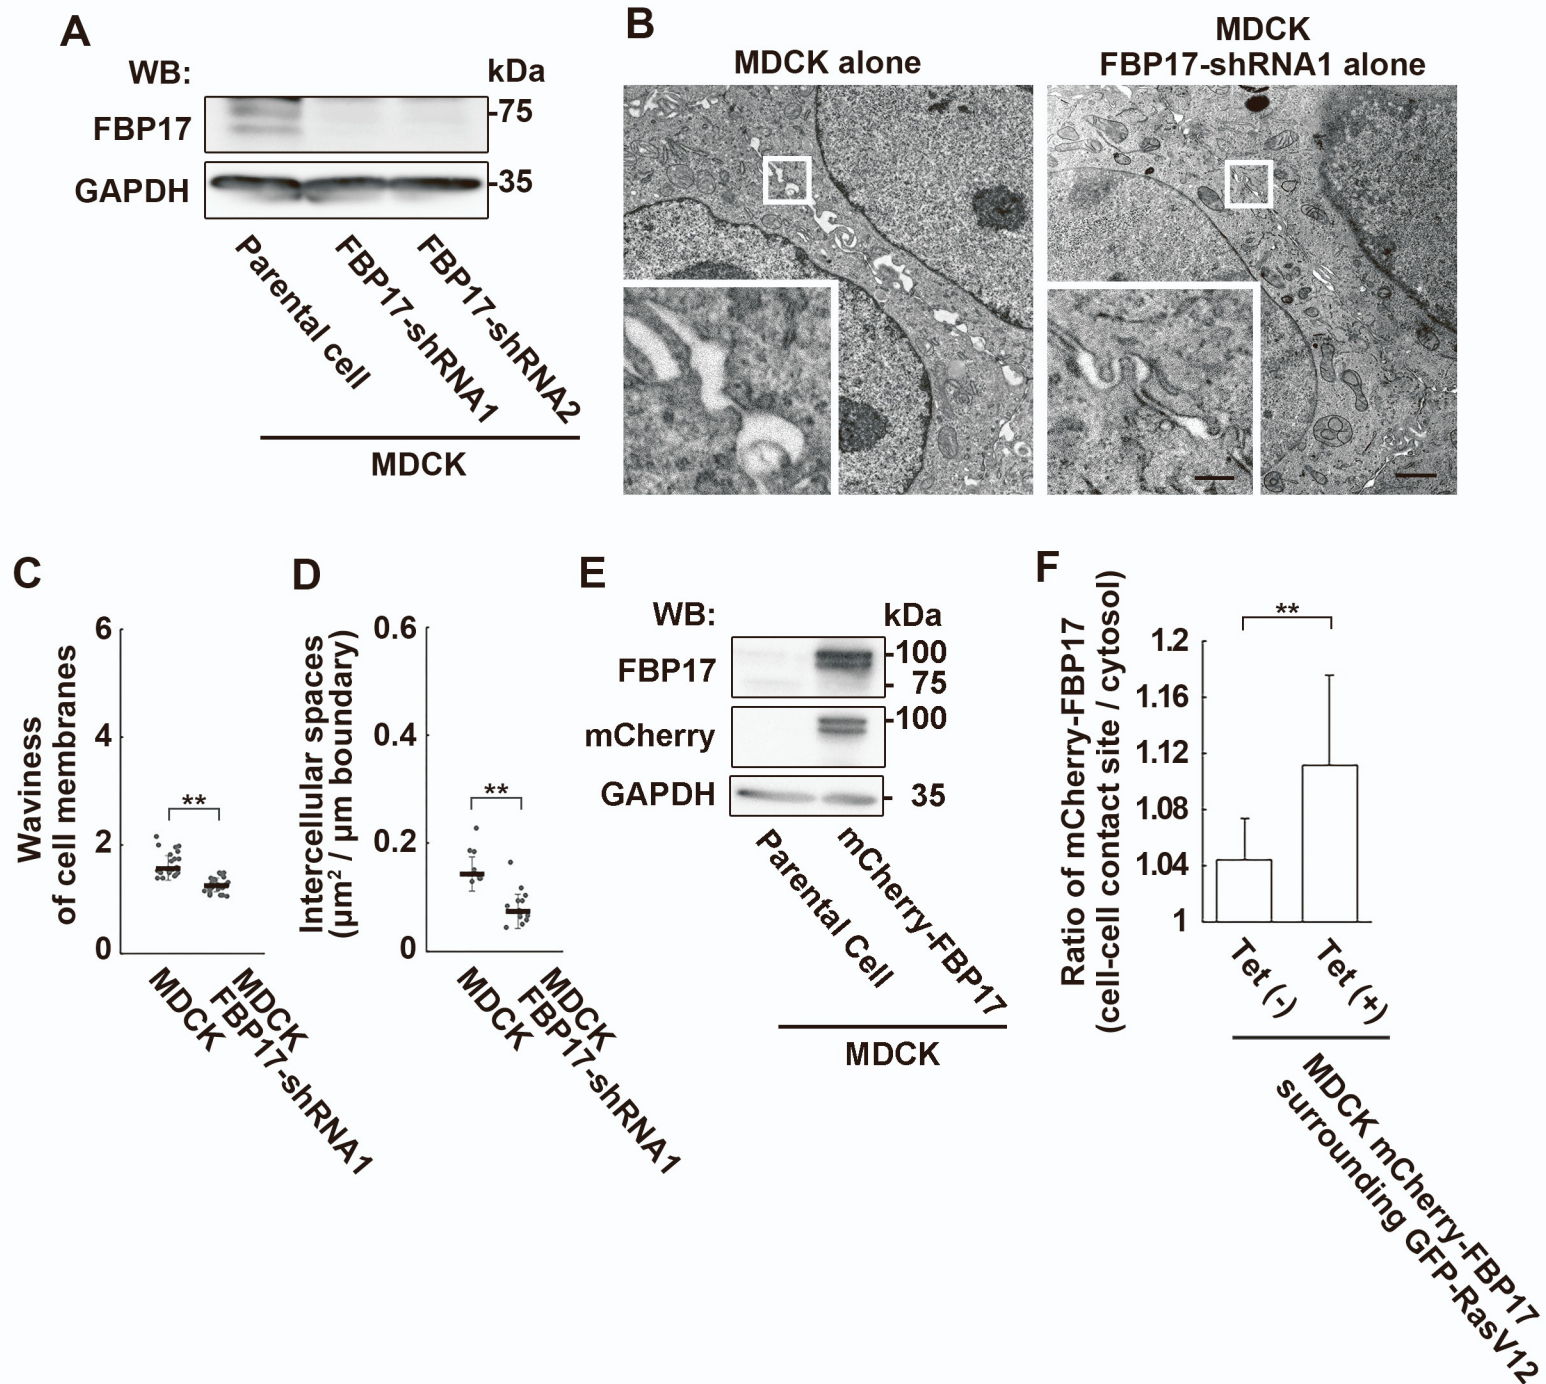 A
WB:
kDa
FBP17
-75
GAPDH
-35
Parental cell
FBP17-shRNA1
FBP17-shRNA2
MDCK
B
MDCK alone
MDCK
FBP17-shRNA1 alone
C
Waviness
of cell membranes
6
4
2
0
**
MDCK
MDCK
FBP17-shRNA1
D
Intercellular spaces
(µm² / µm boundary)
0.6
0.4
0.2
0
**
MDCK
MDCK
FBP17-shRNA1
E
WB:
kDa
FBP17
-100
75
mCherry
-100
GAPDH
- 35
Parental Cell
mCherry-FBP17
MDCK
F
Ratio of mCherry-FBP17
(cell-cell contact site / cytosol)
1.2
1.16
1.12
1.08
1.04
1
**
Tet (-)
Tet (+)
MDCK mCherry-FBP17
surrounding GFP-RasV12